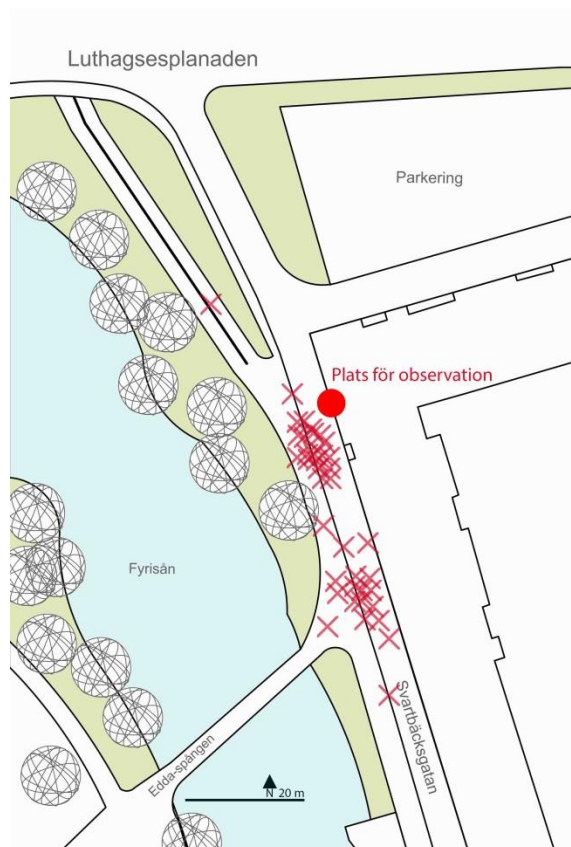 Luthagsesplanaden
Parkering
Plats för observation
Fyrisån
Svartbäcksgatan
Edda-spången
N 20 m